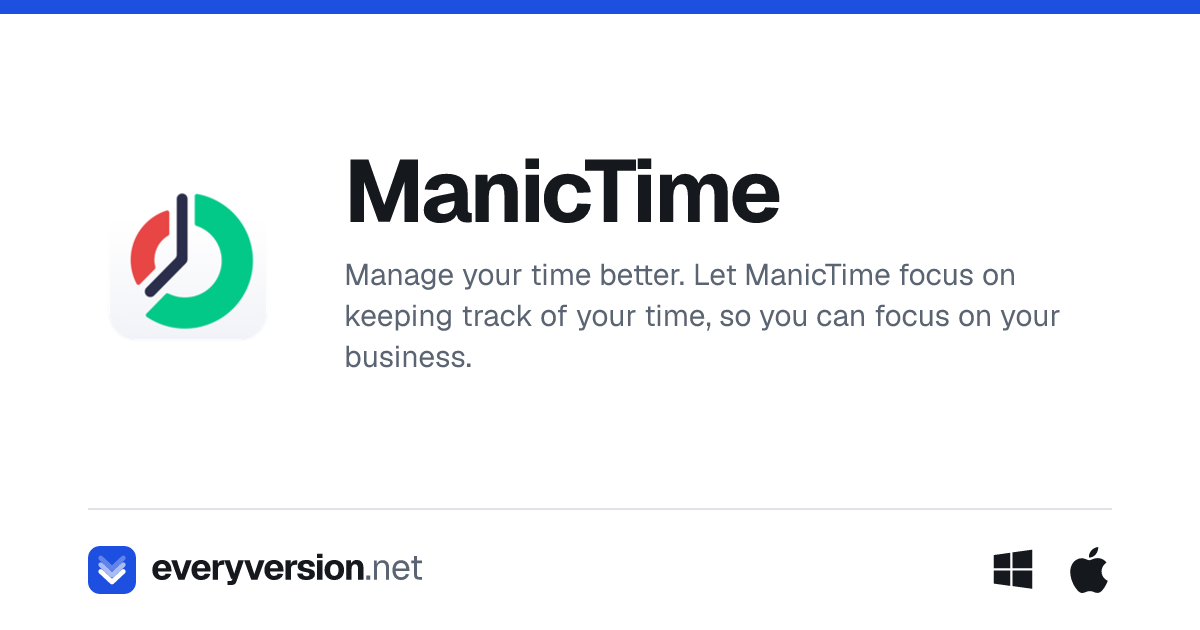 ManicTime
Manage your time better. Let ManicTime focus on
keeping track of your time, so you can focus on your
business.
everyversion.net